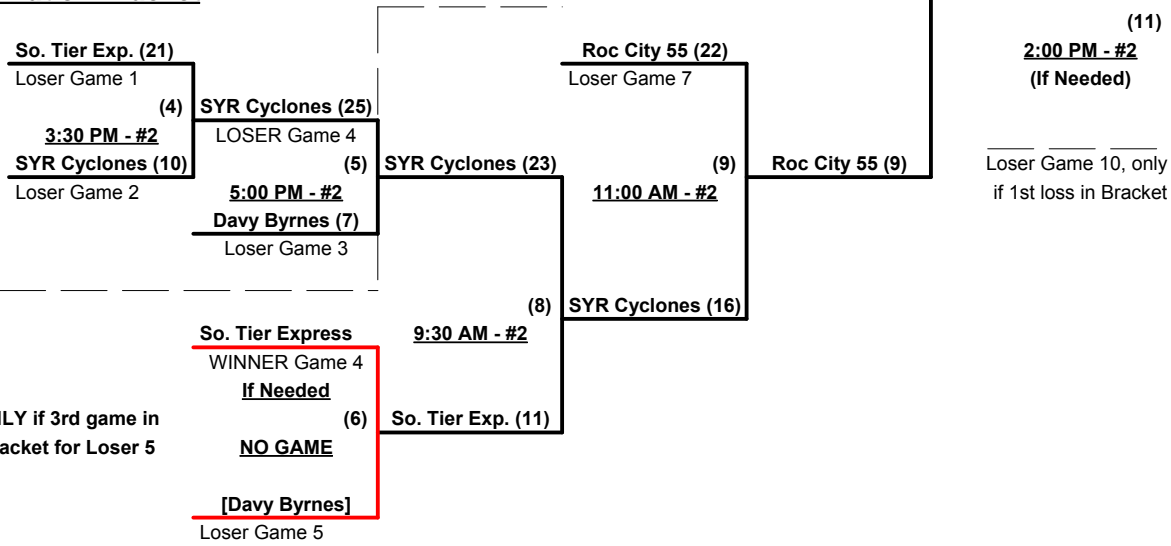 (11)
So. Tier Exp. (21)
Roc City 55 (22)
2:00 PM - #2
Loser Game 1
Loser Game 7
(If Needed)
(4)
SYR Cyclones (25)
3:30 PM - #2
LOSER Game 4
SYR Cyclones (10)
(5)
SYR Cyclones (23)
(9)
Roc City 55 (9)
Loser Game 10, only
Loser Game 2
5:00 PM - #2
11:00 AM - #2
if 1st loss in Bracket
Davy Byrnes (7)
Loser Game 3
(8)
SYR Cyclones (16)
So. Tier Express
9:30 AM - #2
WINNER Game 4
If Needed
if 3rd game in
(6)
So. Tier Exp. (11)
for Loser 5
NO GAME
[Davy Byrnes]
Loser Game 5